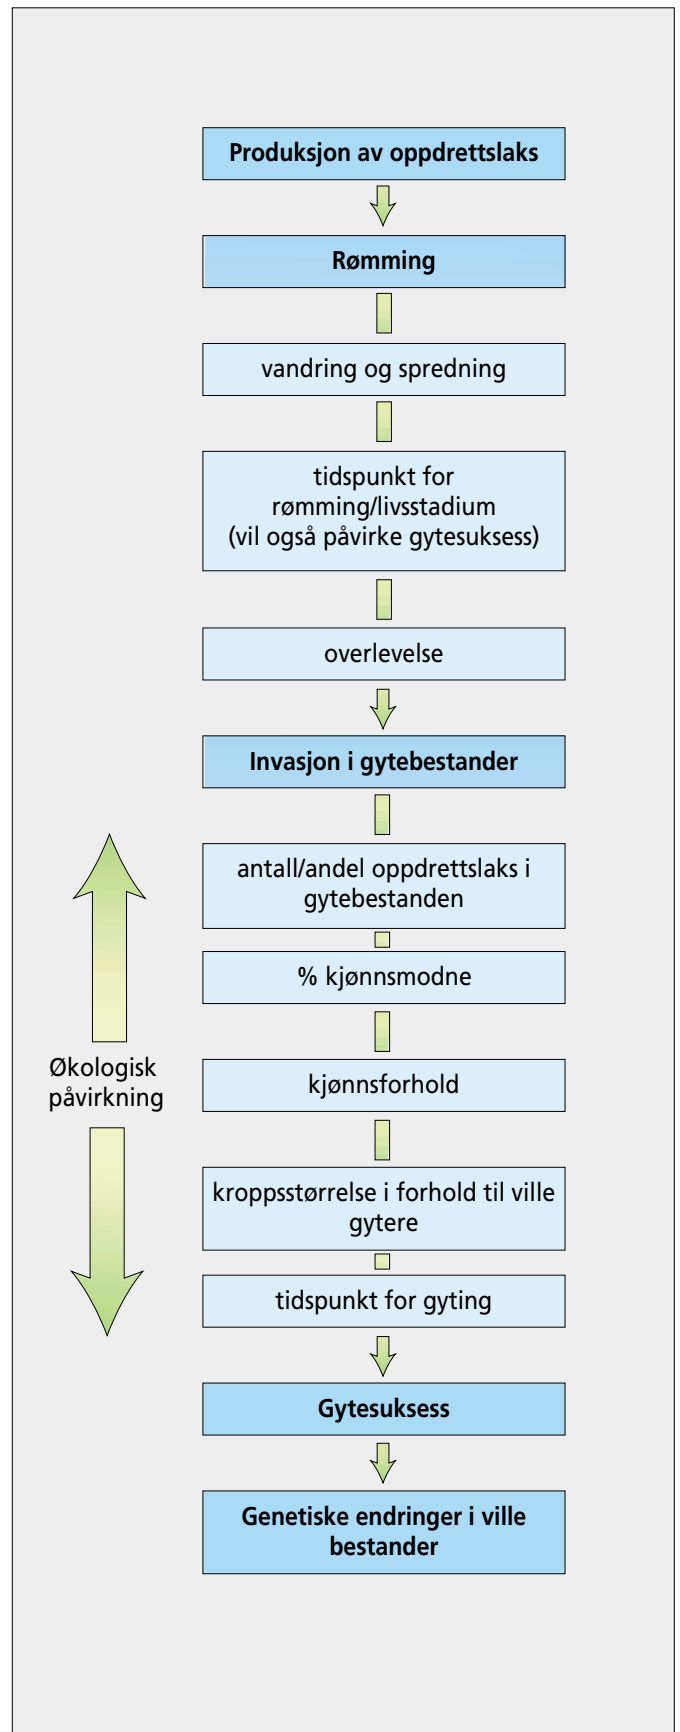 Produksjon av oppdrettslaks
Rømming
vandring og spredning
tidspunkt for
rømming/livsstadium
(vil også påvirke gytesuksess)
overlevelse
Invasjon i gytebestander
antall/andel oppdrettslaks i
gytebestanden
% kjønnsmodne
Økologisk
påvirkning
kjønnsforhold
kroppsstørrelse i forhold til ville
gytere
tidspunkt for gyting
Gytesuksess
Genetiske endringer i ville
bestander